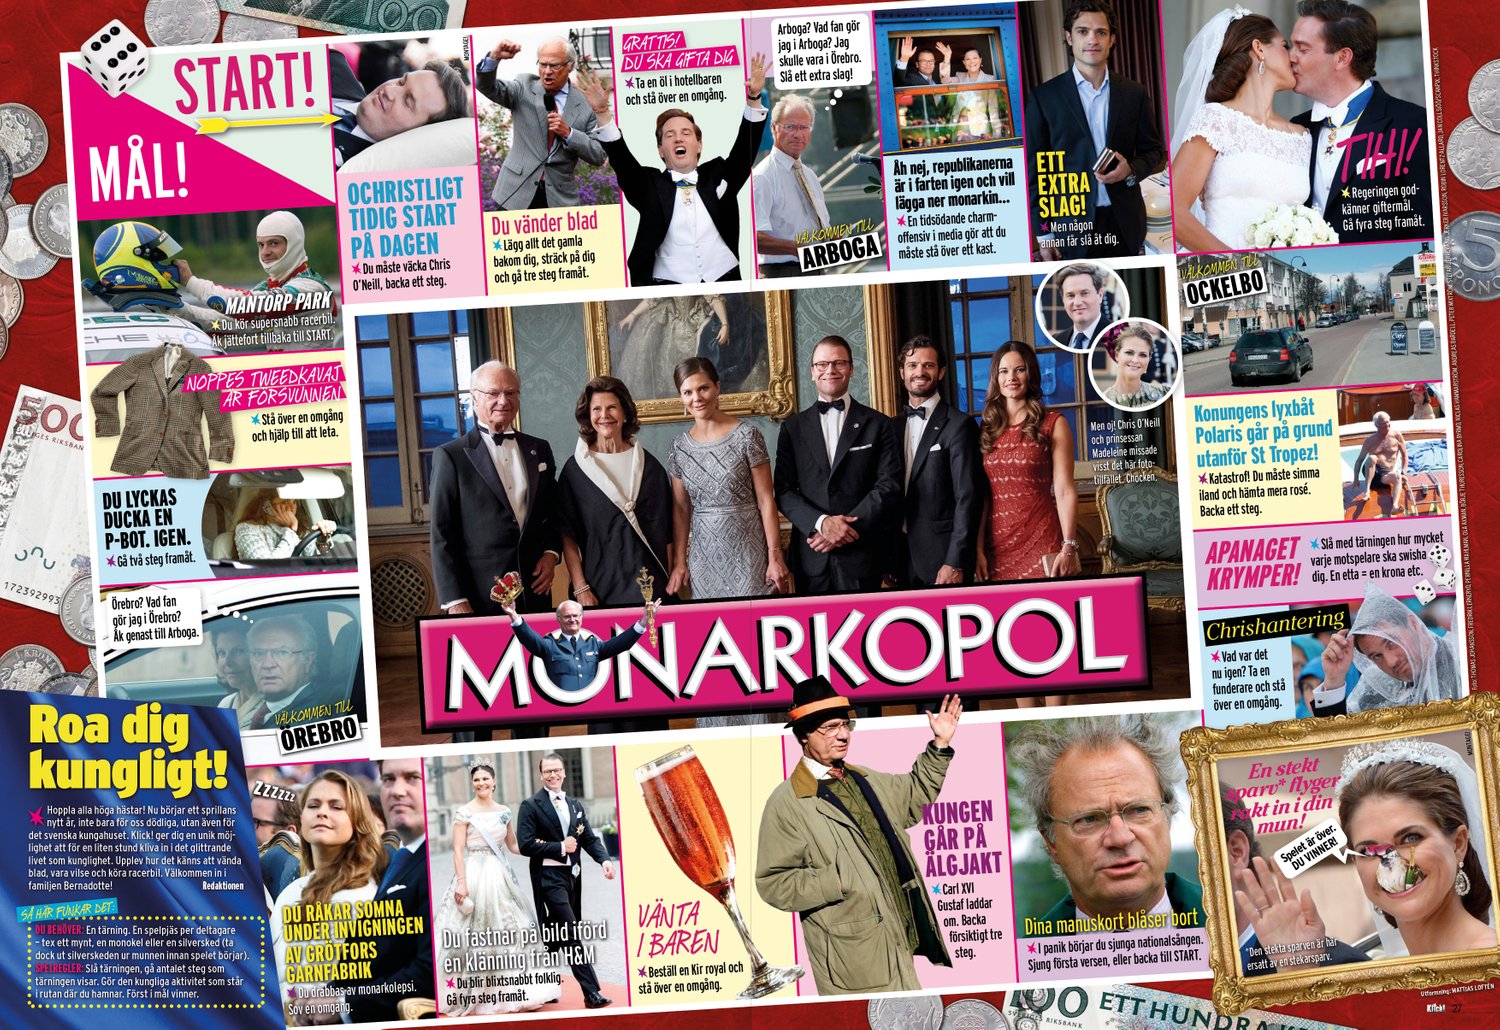 START!
MÅL!
MONTAGE!
OCHRISTLIGT
TIDIG START
PÅ DAGEN
Du måste väcka Chris
O'Neill, backa ett steg.
Du vänder blad
Lägg allt det gamla
bakom dig, sträck på dig
och gå tre steg framåt.
GRATTIS!
DU SKA GIFTA DIG
Ta en öl i hotellbaren
och stå över en omgång.
Arboga? Vad fan gör
jag i Arboga? Jag
skulle vara i Örebro.
Slå ett extra slag!
VÄLKOMMEN TILL
ARBOGA
Åh nej, republikanerna
är i farten igen och vill
lägga ner monarkin...
En tidsödande charm-
offensiv i media gör att du
måste stå över ett kast.
ETT
EXTRA
SLAG!
Men någon
annan får slå åt dig.
TIHI!
Regeringen god-
känner giftermål.
Gå fyra steg framåt.
VÄLKOMMEN TILL
OCKELBO
Konungens lyxbåt
Polaris går på grund
utanför St Tropez!
Katastrof! Du måste simma
iland och hämta mera rosé.
Backa ett steg.
APANAGET
KRYMPER!
Slå med tärningen hur mycket
varje motspelare ska swisha
dig. En etta = en krona etc.
Chrishantering
Vad var det
nu igen? Ta en
funderare och stå
över en omgång.
MONTAGE!
En stekt
sparv* flyger
rakt in i din
mun!
Spelet är över.
DU VINNER!
*Den stekta sparven är här
ersatt av en stekarsparv.
Dina manuskort blåser bort
I panik börjar du sjunga nationalsången.
Sjung första versen, eller backa till START.
KUNGEN
GÅR PÅ
ÄLGJAKT
Carl XVI
Gustaf laddar
om. Backa
försiktigt tre
steg.
VÄNTA
I BAREN
Beställ en Kir royal och
stå över en omgång.
Du fastnar på bild iförd
en klänning från H&M
Du blir blixtsnabbt folklig.
Gå fyra steg framåt.
ZZZZzz
DU RÅKAR SOMNA
UNDER INVIGNINGEN
AV GRÖTFORS
GARNFABRIK
Du drabbas av monarkolepsi.
Sov en omgång.
Örebro? Vad fan
gör jag i Örebro?
Åk genast till Arboga.
VÄLKOMMEN TILL
ÖREBRO
DU LYCKAS
DUCKA EN
P-BOT. IGEN.
Gå två steg framåt.
NOPPES TWEEDKAVAJ
ÄR FÖRSVUNNEN
Stå över en omgång
och hjälp till att leta.
MANTORP PARK
Du kör supersnabb racerbil.
Åk jättefort tillbaka till START.
Men oj! Chris O'Neill
och prinsessan
Madeleine missade
visst det här foto-
tillfället. Chocken.
MONARKOPOL
Roa dig
kungligt!
Hoppla alla höga hästar! Nu börjar ett sprillans
nytt år, inte bara för oss dödliga, utan även för
det svenska kungahuset. Klick! ger dig en unik möj-
lighet att för en liten stund kliva in i det glittrande
livet som kunglighet. Upplev hur det känns att vända
blad, vara vilse och köra racerbil. Välkommen in i
familjen Bernadotte!
Redaktionen
SÅ HÄR FUNKAR DET:
DU BEHÖVER: En tärning. En spelpjäs per deltagare
– tex ett mynt, en monokel eller en silversked (ta
dock ut silverskeden ur munnen innan spelet börjar).
SPELREGLER: Slå tärningen, gå antalet steg som
tärningen visar. Gör den kungliga aktivitet som står
i rutan där du hamnar. Först i mål vinner.
500
SVERIGES RIKSBANK
100
ETT HUNDRA
Utformning: MATTIAS LOFTÉN
Klick! 27